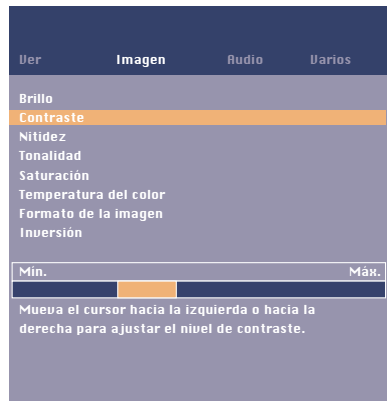 Ver Imagen Audio Varios
Brillo
Contraste
Nitidez
Tonalidad
Saturación
Temperatura del color
Formato de la imagen
Inversión
Mín. Máx.
Mueva el cursor hacia la izquierda o hacia la
derecha para ajustar el nivel de contraste.